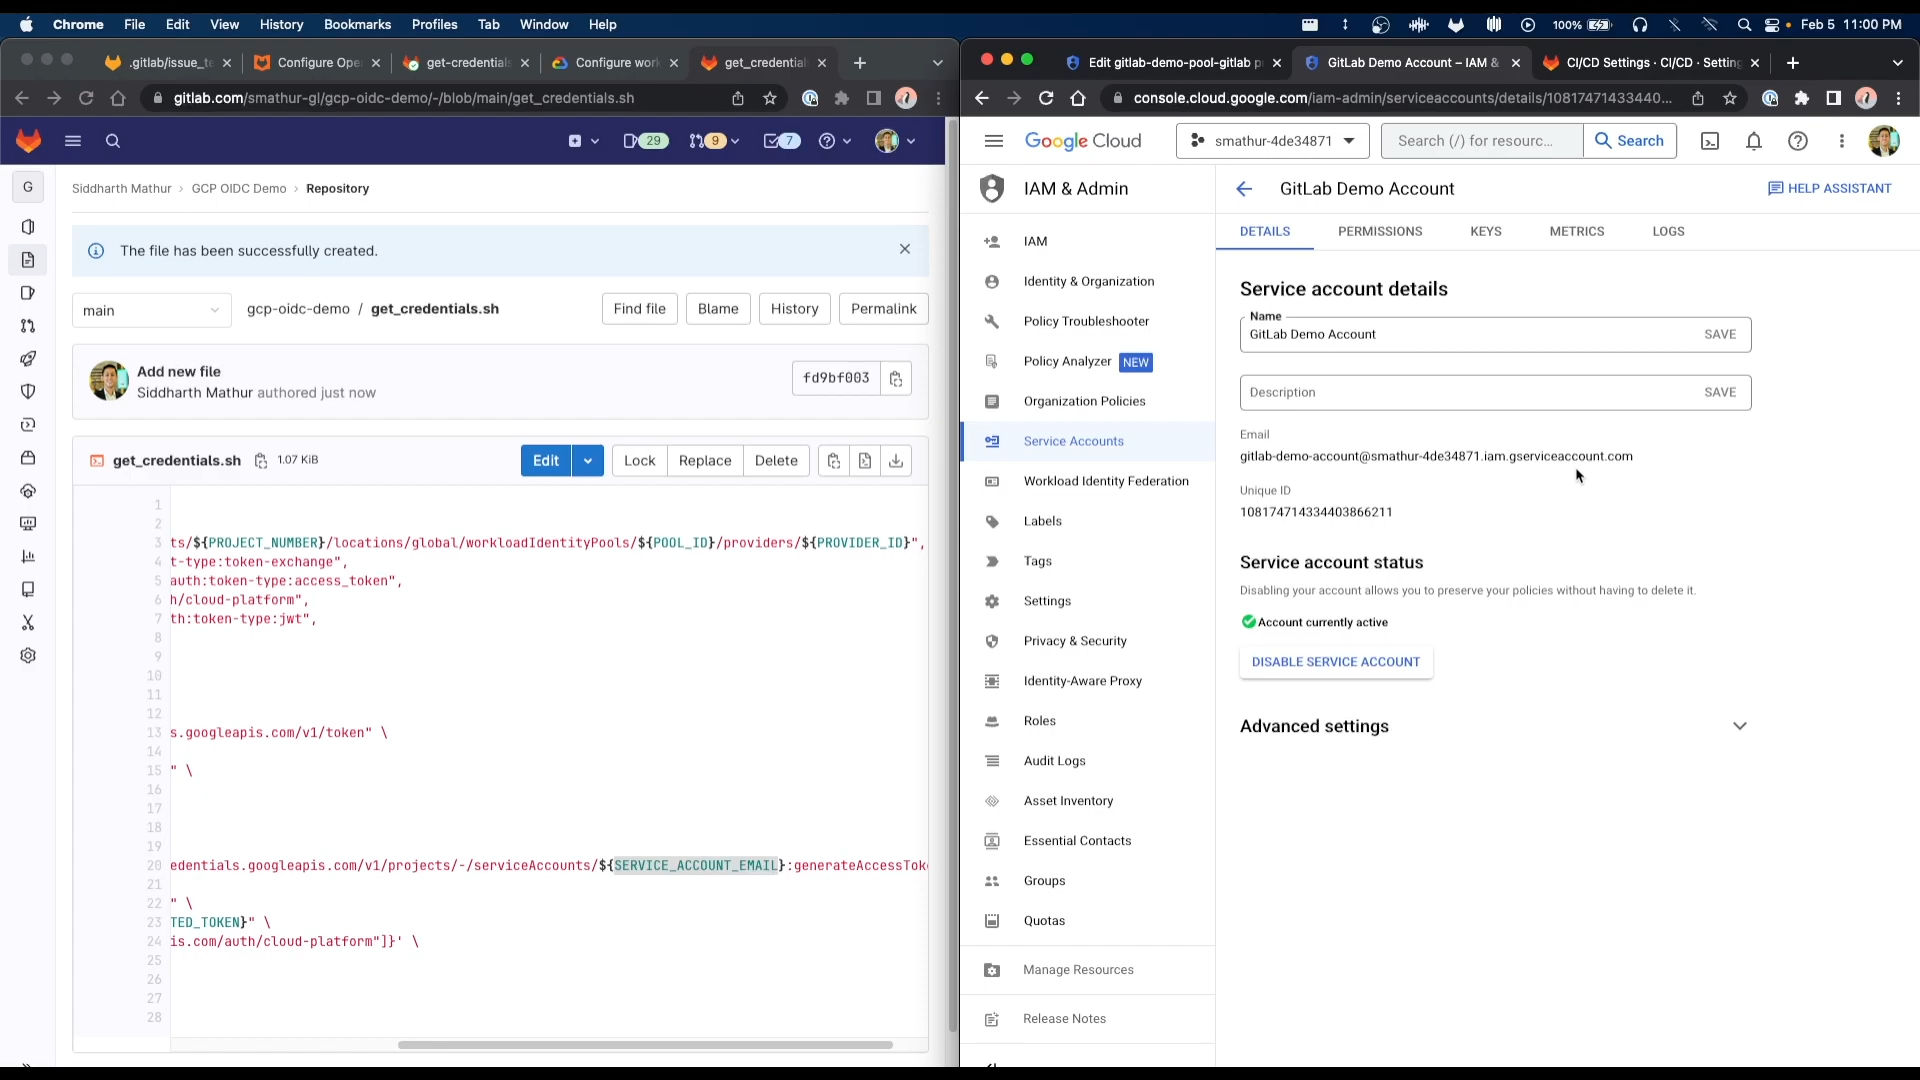 Chrome File Edit View History Bookmarks Profiles Tab Window Help 100% Feb 5 11:00 PM
.gitlab/issue_te Configure Ope get-credential Configure wor get_credentia
gitlab.com/smathur-gl/gcp-oidc-demo/-/blob/main/get_credentials.sh
29 9 7
G
Siddharth Mathur › GCP OIDC Demo › Repository
The file has been successfully created.
main gcp-oidc-demo / get_credentials.sh Find file Blame History Permalink
Add new file
Siddharth Mathur authored just now
fd9bf003
get_credentials.sh 1.07 KiB Edit Lock Replace Delete
1
2
3 ts/${PROJECT_NUMBER}/locations/global/workloadIdentityPools/${POOL_ID}/providers/${PROVIDER_ID}",
4 t-type:token-exchange",
5 auth:token-type:access_token",
6 h/cloud-platform",
7 th:token-type:jwt",
8
9
10
11
12
13 s.googleapis.com/v1/token" \
14
15 " \
16
17
18
19
20 edentials.googleapis.com/v1/projects/-/serviceAccounts/${SERVICE_ACCOUNT_EMAIL}:generateAccessToke
21
22 " \
23 TED_TOKEN}" \
24 is.com/auth/cloud-platform"]}' \
25
26
27
28
Edit gitlab-demo-pool-gitlab p GitLab Demo Account – IAM & CI/CD Settings · CI/CD · Setting
console.cloud.google.com/iam-admin/serviceaccounts/details/10817471433440...
Google Cloud smathur-4de34871 Search (/) for resourc... Search
IAM & Admin
IAM
Identity & Organization
Policy Troubleshooter
Policy Analyzer NEW
Organization Policies
Service Accounts
Workload Identity Federation
Labels
Tags
Settings
Privacy & Security
Identity-Aware Proxy
Roles
Audit Logs
Asset Inventory
Essential Contacts
Groups
Quotas
Manage Resources
Release Notes
GitLab Demo Account HELP ASSISTANT
DETAILS PERMISSIONS KEYS METRICS LOGS
Service account details
Name
GitLab Demo Account SAVE
Description SAVE
Email
gitlab-demo-account@smathur-4de34871.iam.gserviceaccount.com
Unique ID
108174714334403866211
Service account status
Disabling your account allows you to preserve your policies without having to delete it.
Account currently active
DISABLE SERVICE ACCOUNT
Advanced settings